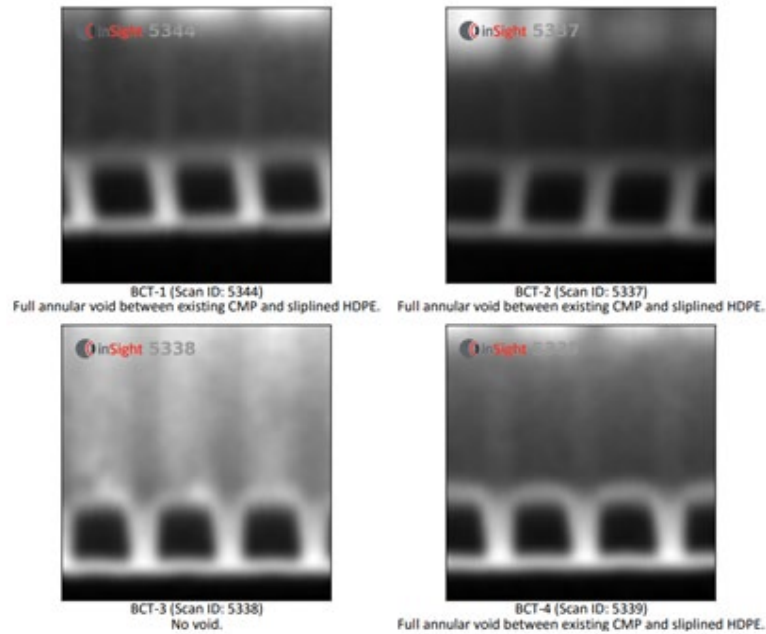 inSight 5344
inSight 5337
BCT-1 (Scan ID: 5344)
Full annular void between existing CMP and sliplined HDPE.
BCT-2 (Scan ID: 5337)
Full annular void between existing CMP and sliplined HDPE.
inSight 5338
inSight
BCT-3 (Scan ID: 5338)
No void.
BCT-4 (Scan ID: 5339)
Full annular void between existing CMP and sliplined HDPE.